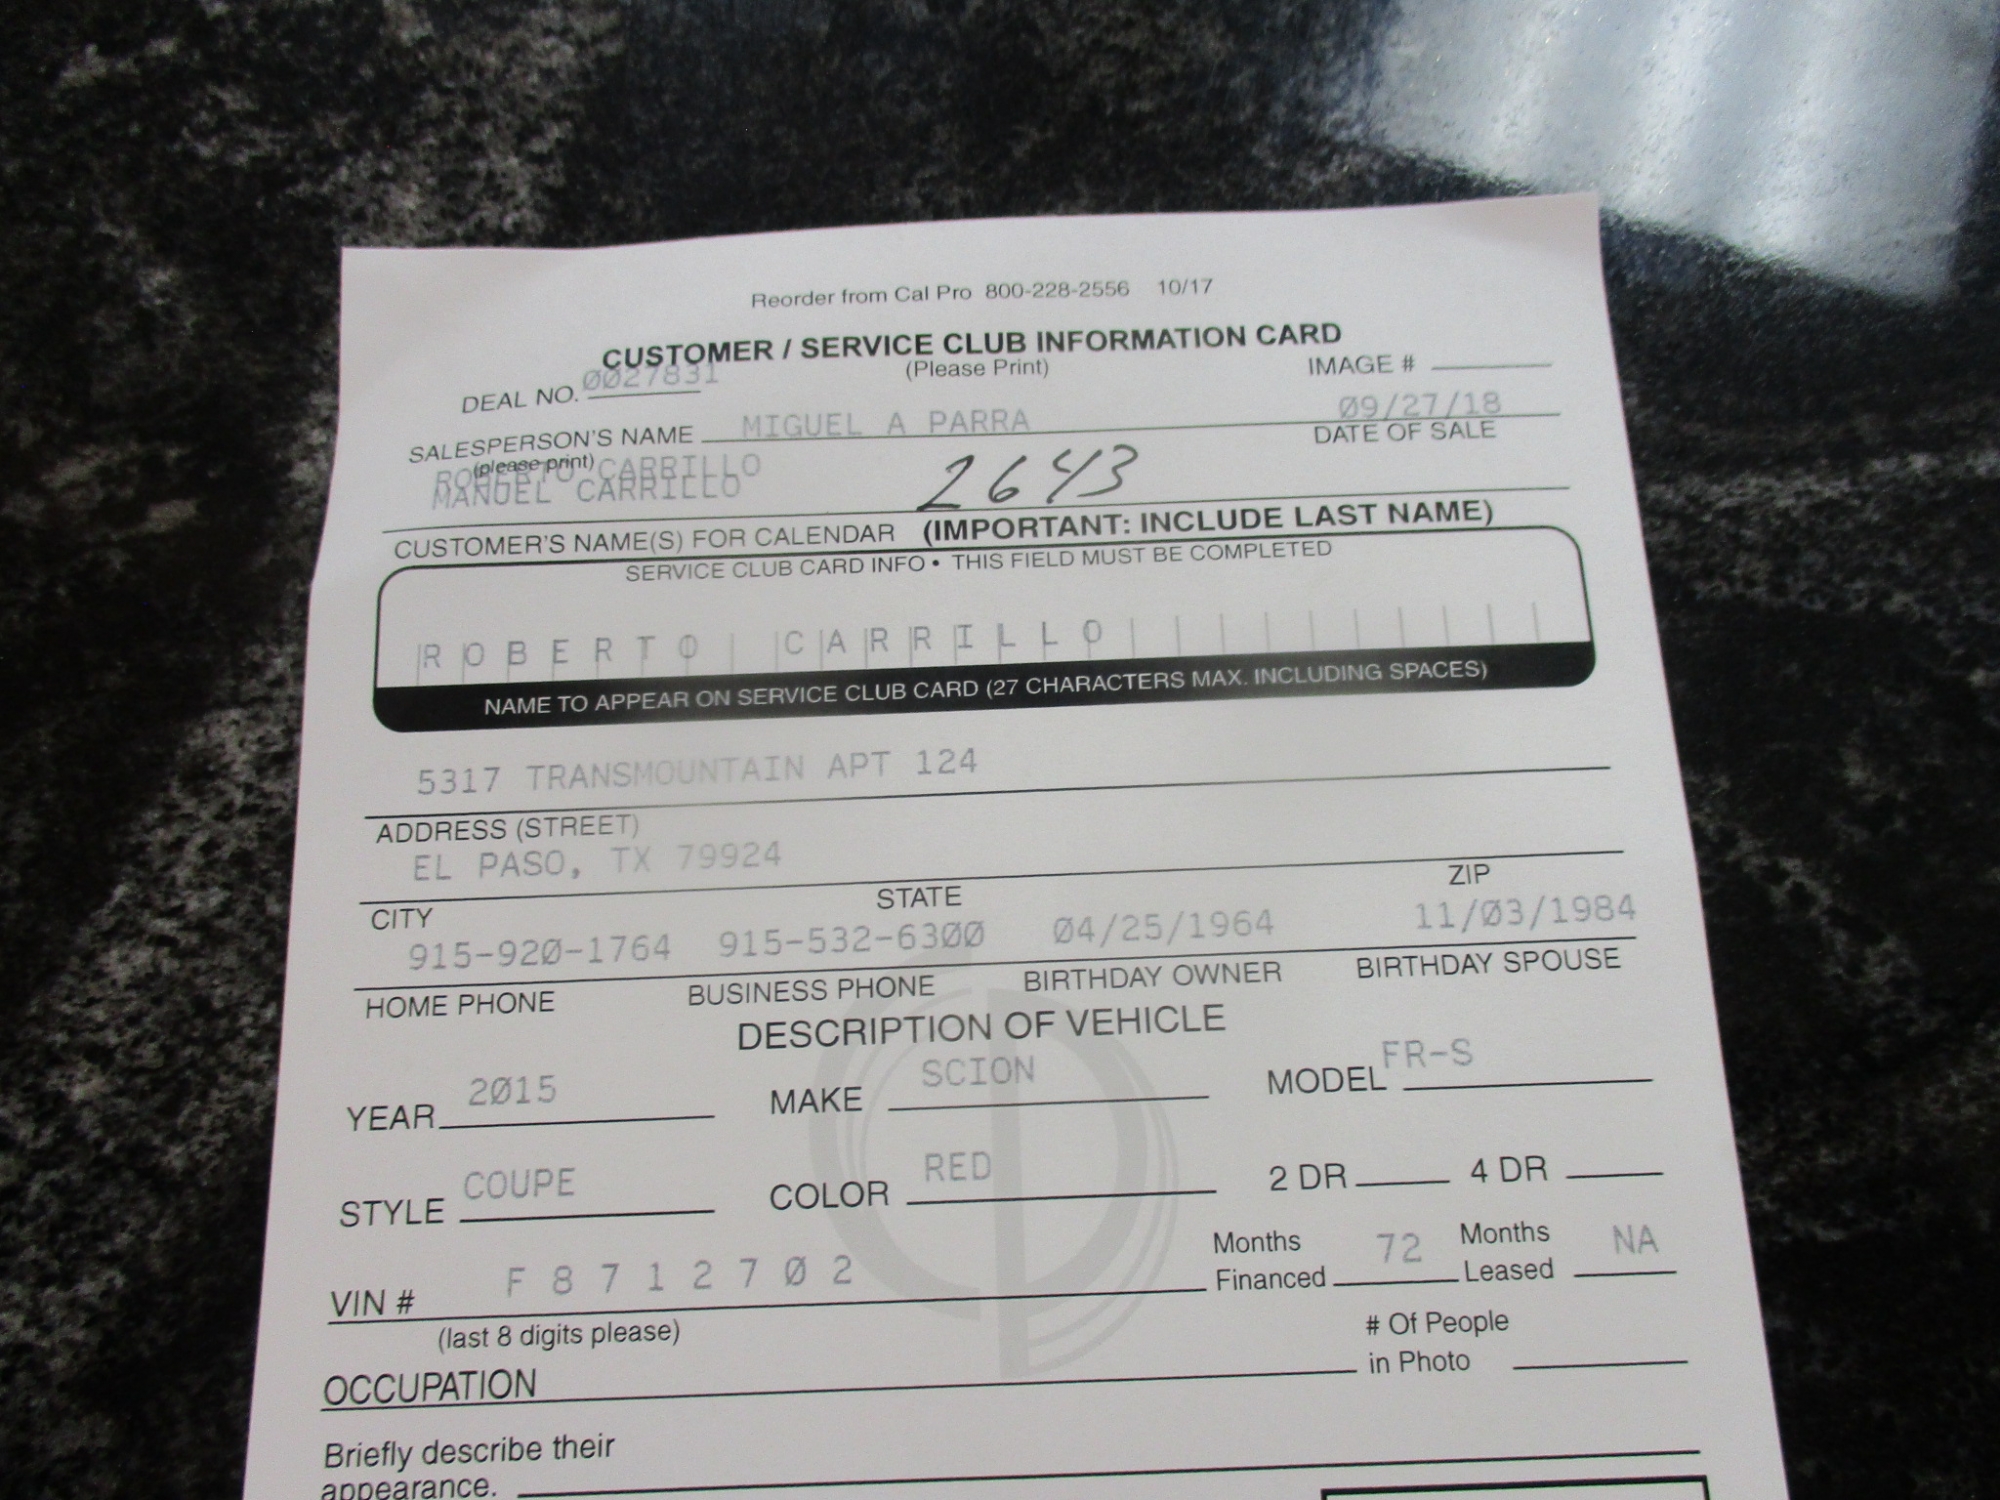 Reorder from Cal Pro 800-228-2556 10/17
CUSTOMER / SERVICE CLUB INFORMATION CARD
(Please Print)
DEAL NO. 0027831
IMAGE #
SALESPERSON'S NAME MIGUEL A PARRA
(please print)
09/27/18
DATE OF SALE
ROBERTO CARRILLO
MANUEL CARRILLO
2643
CUSTOMER'S NAME(S) FOR CALENDAR (IMPORTANT: INCLUDE LAST NAME)
SERVICE CLUB CARD INFO • THIS FIELD MUST BE COMPLETED
ROBERTO CARRILLO
NAME TO APPEAR ON SERVICE CLUB CARD (27 CHARACTERS MAX. INCLUDING SPACES)
5317 TRANSMOUNTAIN APT 124
ADDRESS (STREET)
EL PASO, TX 79924
CITY STATE ZIP
915-920-1764 915-532-6300 04/25/1964 11/03/1984
HOME PHONE BUSINESS PHONE BIRTHDAY OWNER BIRTHDAY SPOUSE
DESCRIPTION OF VEHICLE
YEAR 2015 MAKE SCION MODEL FR-S
STYLE COUPE COLOR RED 2 DR 4 DR
VIN # F8712702
(last 8 digits please)
Months Financed 72 Months Leased NA
OCCUPATION
# Of People
in Photo
Briefly describe their
appearance.